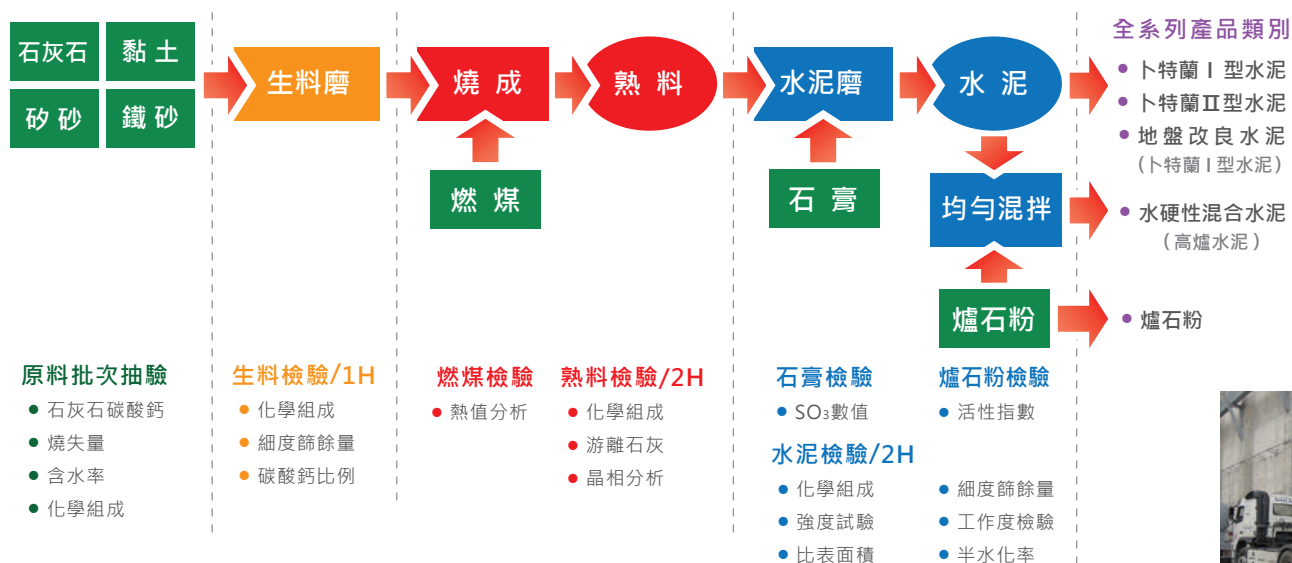 石灰石
黏土
矽砂
鐵砂
生料磨
燒成
熟料
水泥磨
水泥
燃煤
石膏
均勻混拌
爐石粉
全系列產品類別
卜特蘭 I 型水泥
卜特蘭 II 型水泥
地盤改良水泥
(卜特蘭 I 型水泥)
水硬性混合水泥
(高爐水泥)
爐石粉
原料批次抽驗
石灰石碳酸鈣
燒失量
含水率
化學組成
生料檢驗/1H
化學組成
細度篩餘量
碳酸鈣比例
燃煤檢驗
熱值分析
熟料檢驗/2H
化學組成
游離石灰
晶相分析
石膏檢驗
SO₃數值
爐石粉檢驗
活性指數
水泥檢驗/2H
化學組成
強度試驗
比表面積
細度篩餘量
工作度檢驗
半水化率